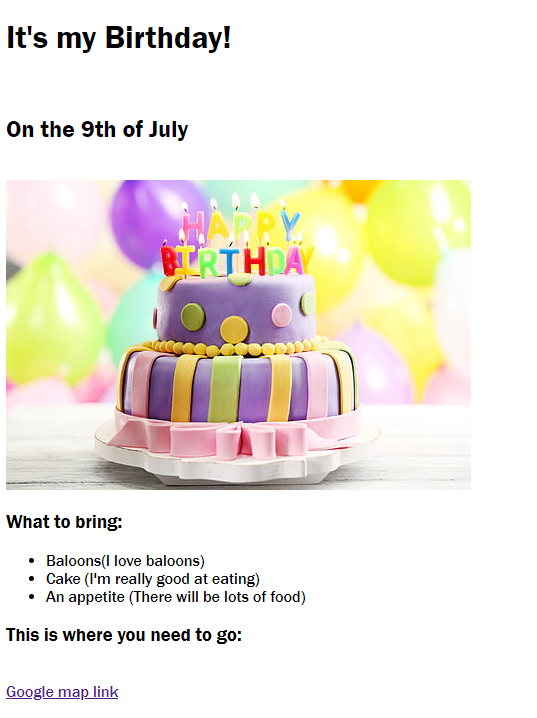 It's my Birthday!
On the 9th of July
HAPPY
BIRTHDAY
What to bring:
Baloons(I love baloons)
Cake (I'm really good at eating)
An appetite (There will be lots of food)
This is where you need to go:
Google map link